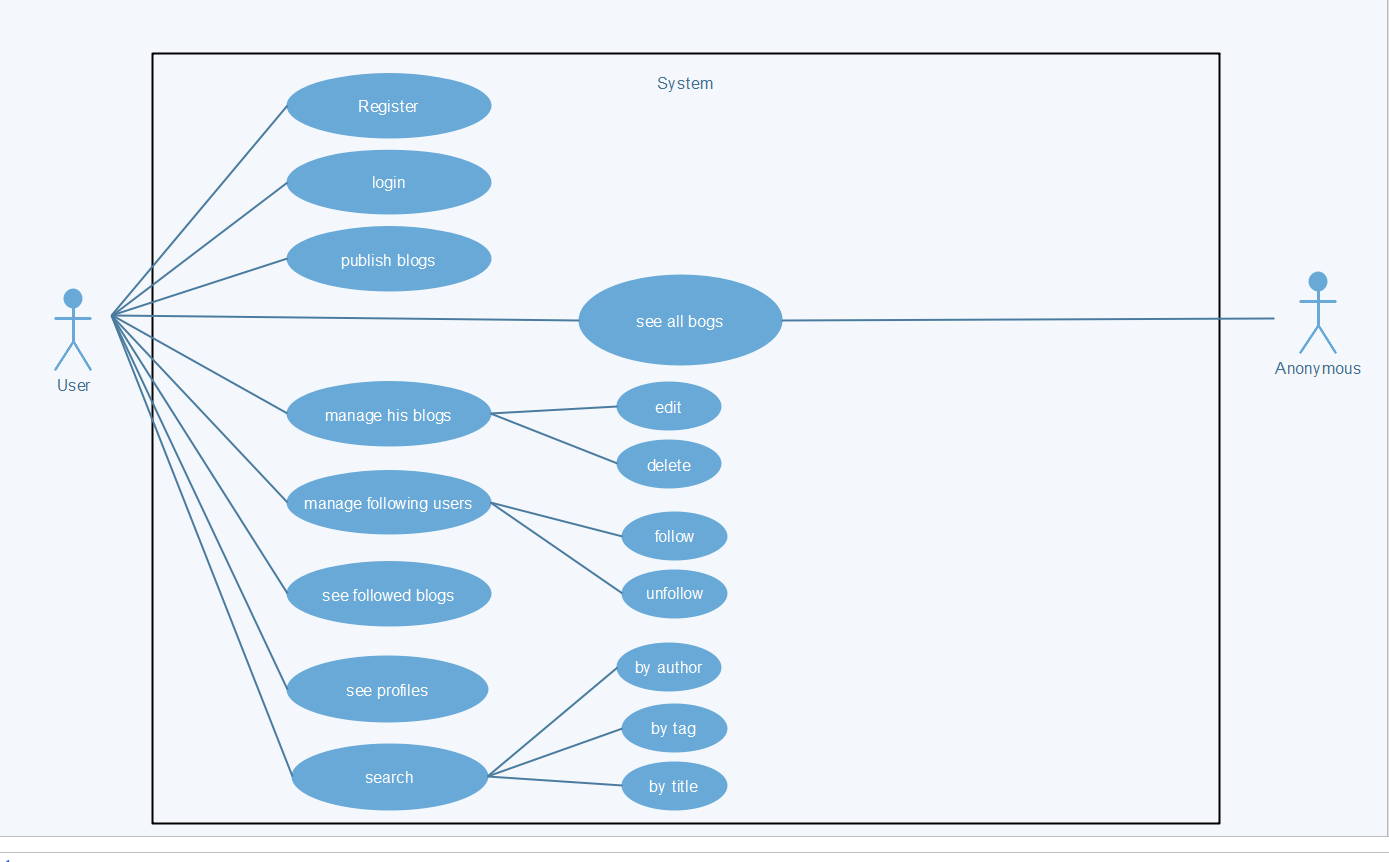 System
Register
login
publish blogs
see all bogs
User
Anonymous
manage his blogs
edit
delete
manage following users
follow
unfollow
see followed blogs
see profiles
by author
by tag
search
by title